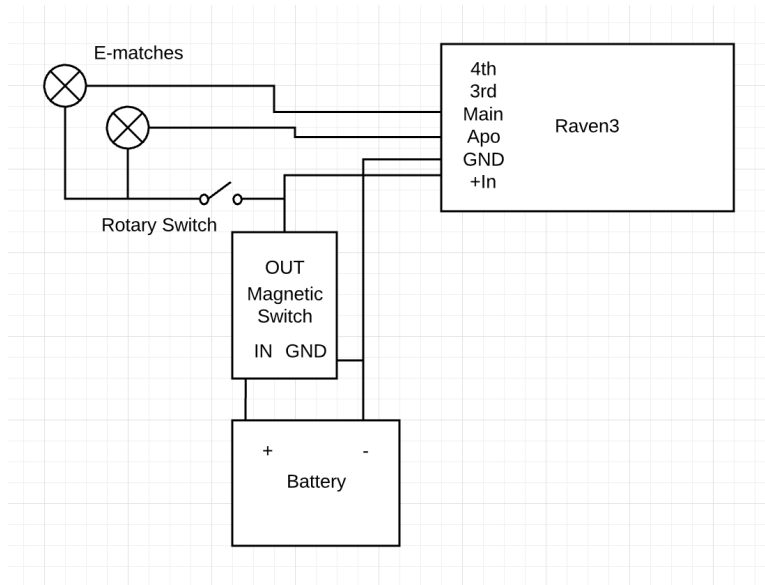 E-matches
4th
3rd
Main
Apo
GND
+In
Raven3
Rotary Switch
OUT
Magnetic
Switch
IN GND
+ -
Battery